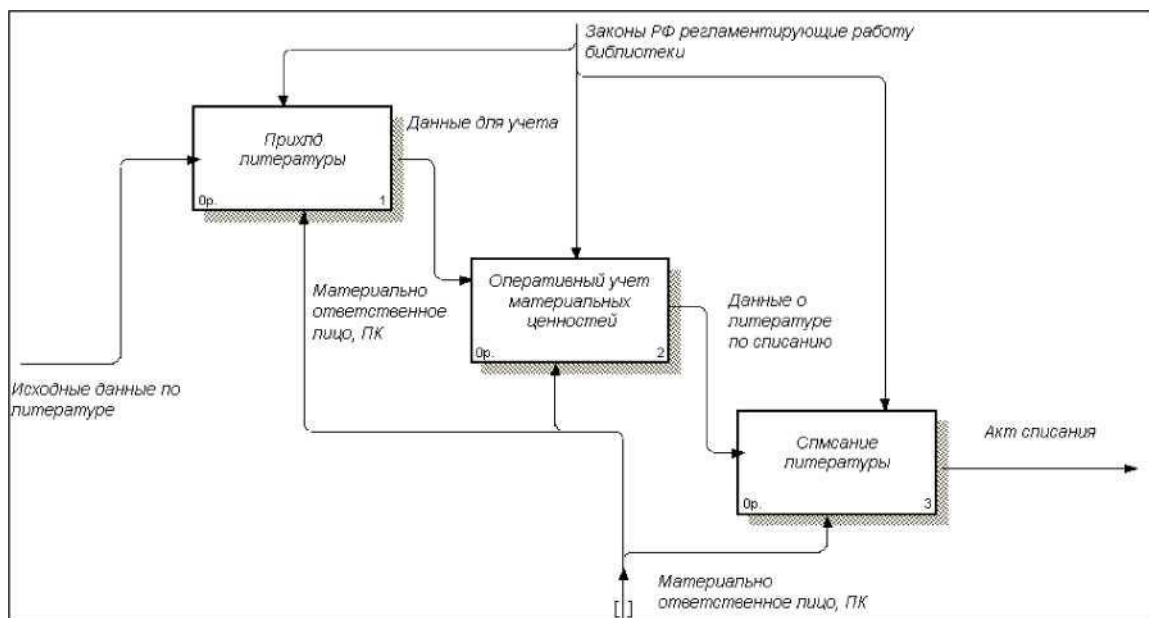 Законы РФ регламентирующие работу
библиотеки
Прихлд
литературы
0р.
1
Данные для учета
Оперативный учет
материальных
ценностей
0р.
2
Материально
ответственное
лицо, ПК
Данные о
литературе
по списанию
Исходные данные по
литературе
Спмсание
литературы
0р.
3
Акт списания
Материально
ответственное лицо, ПК